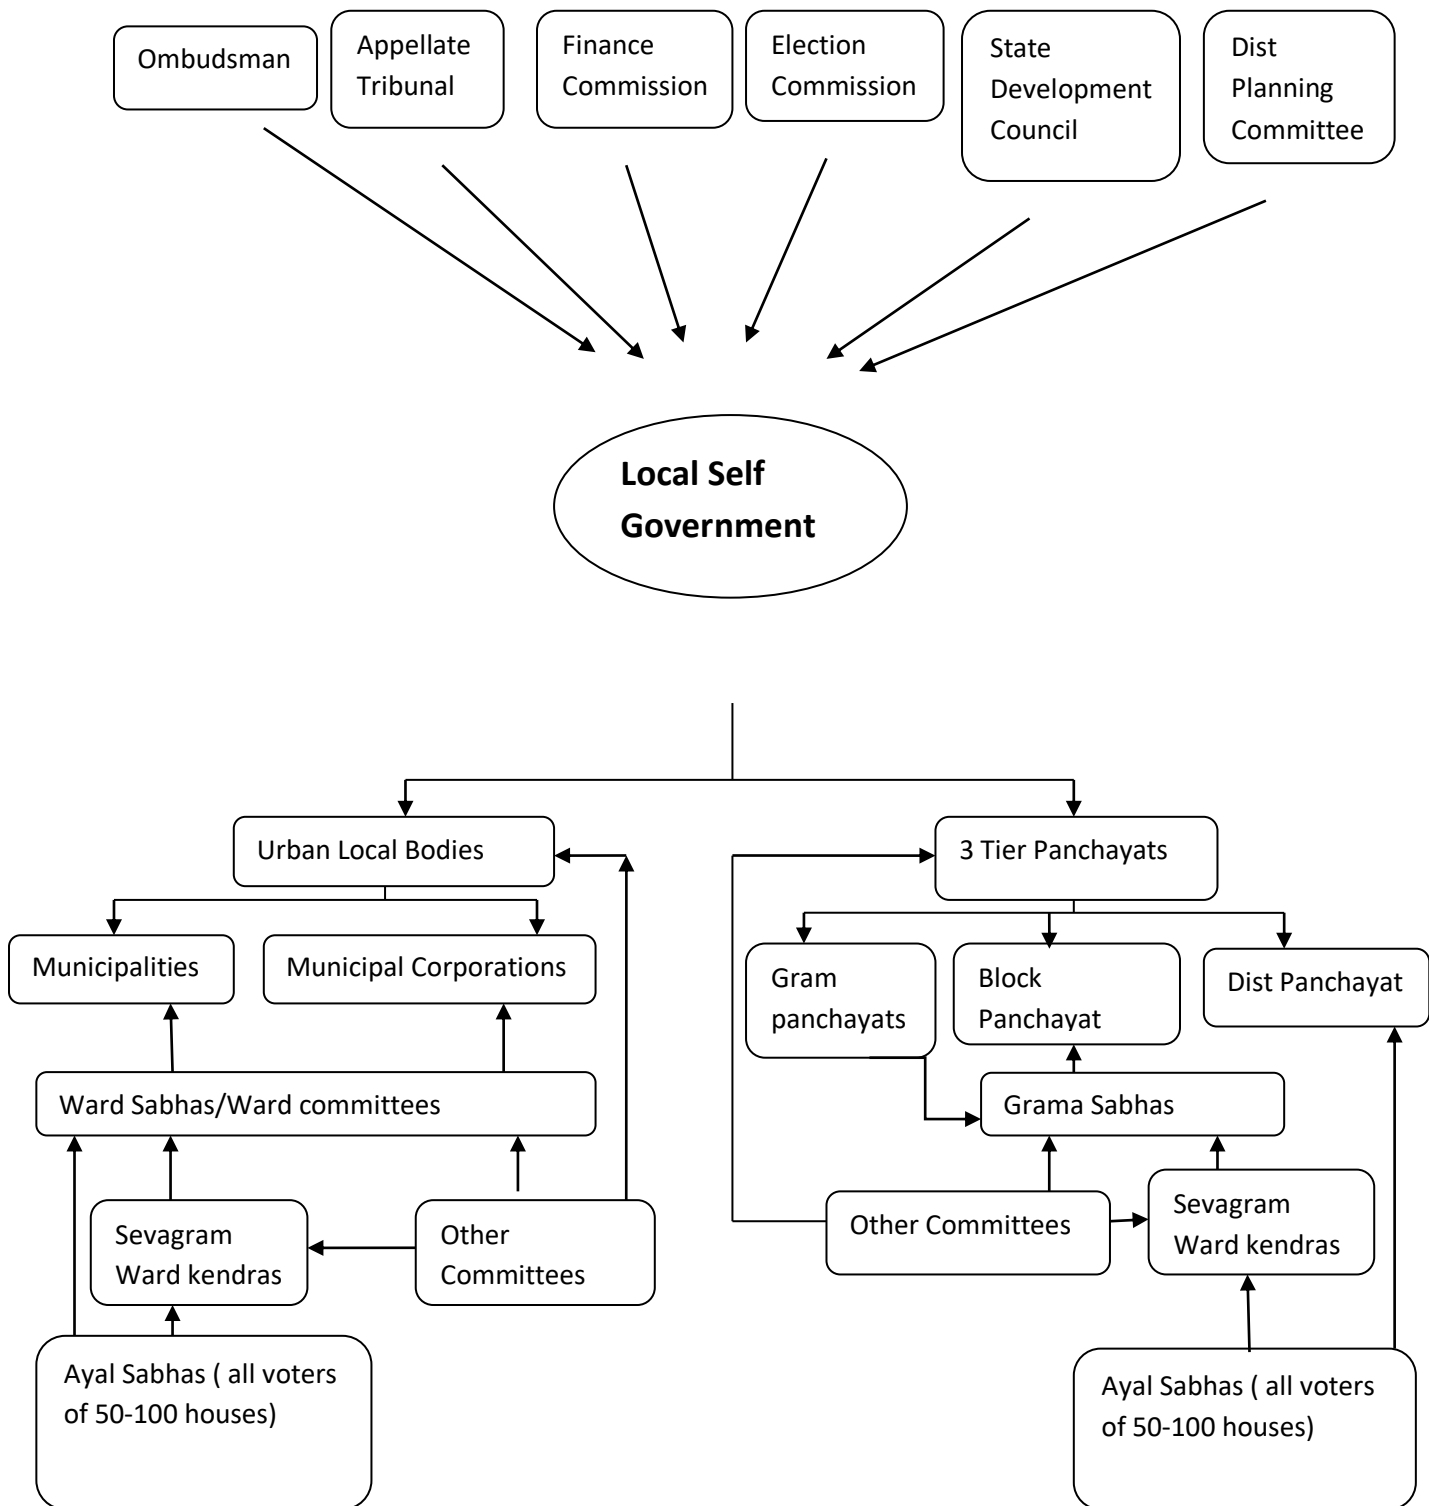 Ombudsman
Appellate
Tribunal
Finance
Commission
Election
Commission
State
Development
Council
Dist
Planning
Committee
Local Self
Government
Urban Local Bodies
3 Tier Panchayats
Municipalities
Municipal Corporations
Gram
panchayats
Block
Panchayat
Dist Panchayat
Ward Sabhas/Ward committees
Grama Sabhas
Sevagram
Ward kendras
Other
Committees
Other Committees
Sevagram
Ward kendras
Ayal Sabhas ( all voters
of 50-100 houses)
Ayal Sabhas ( all voters
of 50-100 houses)